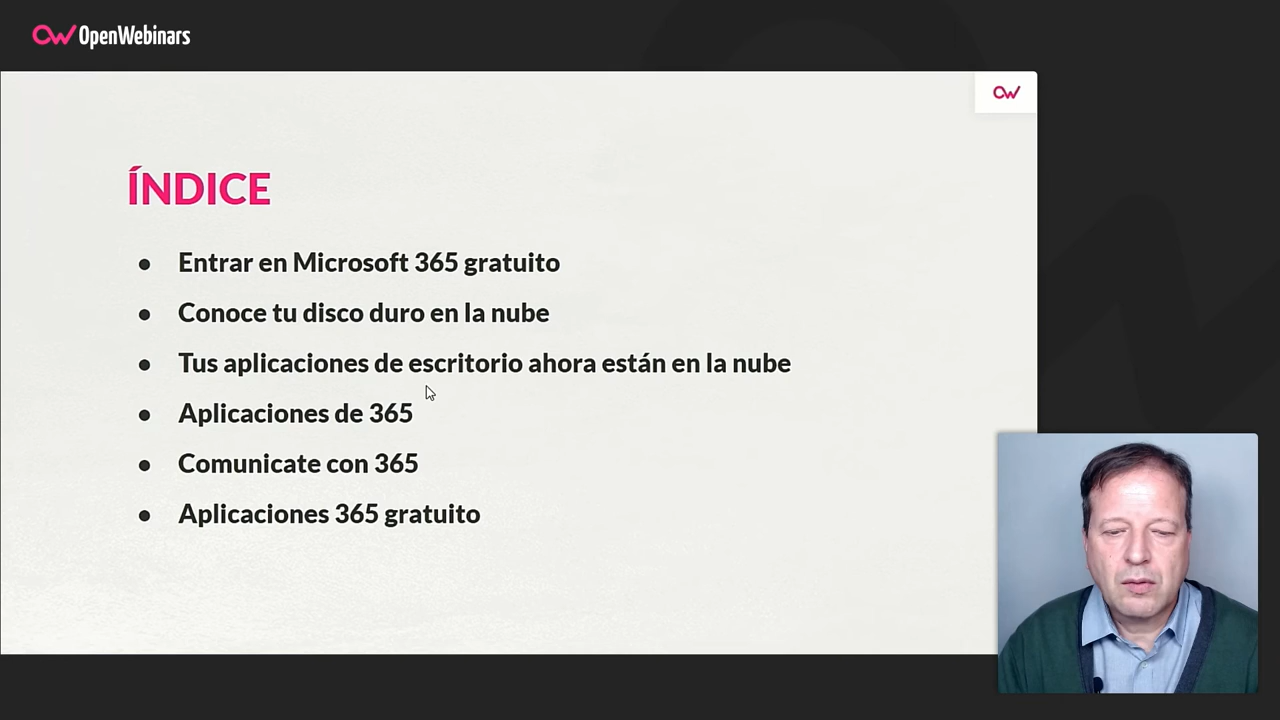 OpenWebinars
ÍNDICE
● Entrar en Microsoft 365 gratuito
● Conoce tu disco duro en la nube
● Tus aplicaciones de escritorio ahora están en la nube
● Aplicaciones de 365
● Comunicate con 365
● Aplicaciones 365 gratuito